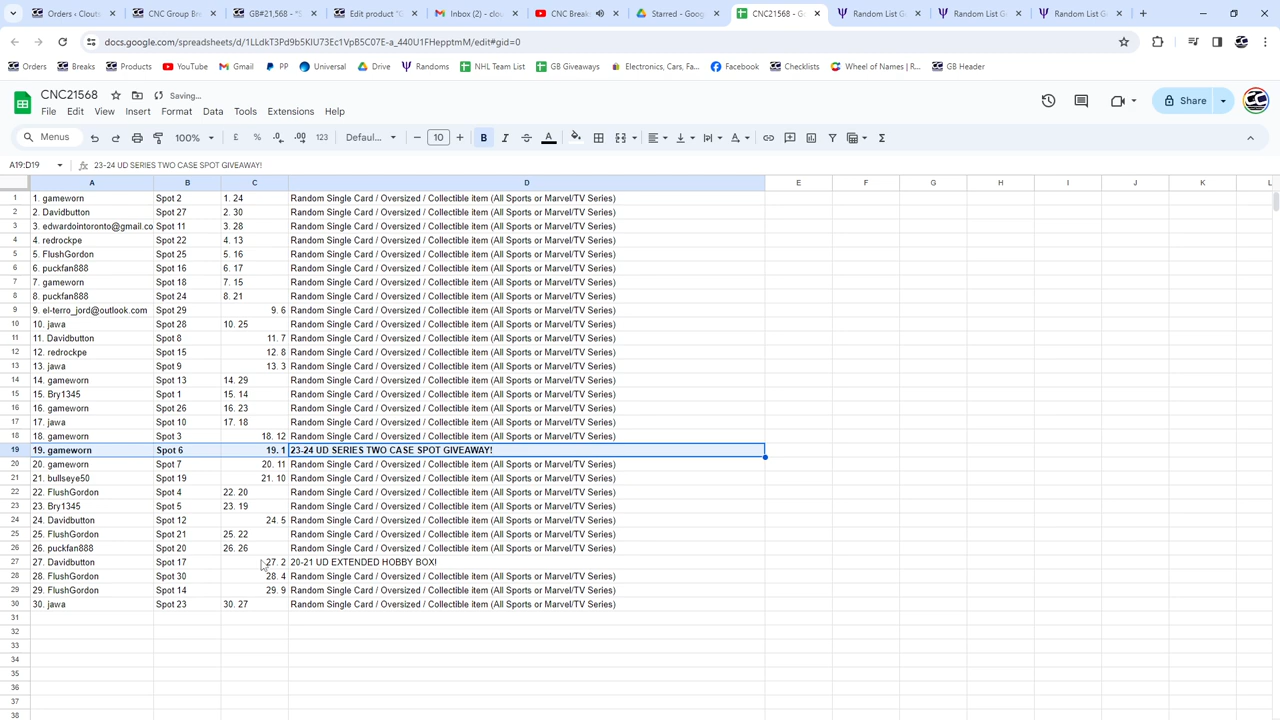 Orders ‹ Clouts
CNC Group Bre
GB#21568 - "S
Edit product "G
Inbox (2) - clou
CNC Break
Starred - Goog
CNC21568 - G
Random List G
Random List G
Random List G
docs.google.com/spreadsheets/d/1LLdkT3Pd9b5KIU73Ec1VpB5C07E-a_440U1FHepptmM/edit#gid=0
Orders Breaks Products YouTube Gmail PP Universal Drive Randoms NHL Team List GB Giveaways Electronics, Cars, Fa... Facebook Checklists Wheel of Names | R... GB Header
CNC21568 Saving...
File Edit View Insert Format Data Tools Extensions Help
Share
Menus 100% £ % .0 .00 123 Defaul... 10 B I A
A19:D19 fx 23-24 UD SERIES TWO CASE SPOT GIVEAWAY!
A B C D E F G H I J K L
1 1. gameworn Spot 2 1. 24 Random Single Card / Oversized / Collectible item (All Sports or Marvel/TV Series)
2 2. Davidbutton Spot 27 2. 30 Random Single Card / Oversized / Collectible item (All Sports or Marvel/TV Series)
3 3. edwardointoronto@gmail.co Spot 11 3. 28 Random Single Card / Oversized / Collectible item (All Sports or Marvel/TV Series)
4 4. redrockpe Spot 22 4. 13 Random Single Card / Oversized / Collectible item (All Sports or Marvel/TV Series)
5 5. FlushGordon Spot 25 5. 16 Random Single Card / Oversized / Collectible item (All Sports or Marvel/TV Series)
6 6. puckfan888 Spot 16 6. 17 Random Single Card / Oversized / Collectible item (All Sports or Marvel/TV Series)
7 7. gameworn Spot 18 7. 15 Random Single Card / Oversized / Collectible item (All Sports or Marvel/TV Series)
8 8. puckfan888 Spot 24 8. 21 Random Single Card / Oversized / Collectible item (All Sports or Marvel/TV Series)
9 9. el-terro_jord@outlook.com Spot 29 9. 6 Random Single Card / Oversized / Collectible item (All Sports or Marvel/TV Series)
10 10. jawa Spot 28 10. 25 Random Single Card / Oversized / Collectible item (All Sports or Marvel/TV Series)
11 11. Davidbutton Spot 8 11. 7 Random Single Card / Oversized / Collectible item (All Sports or Marvel/TV Series)
12 12. redrockpe Spot 15 12. 8 Random Single Card / Oversized / Collectible item (All Sports or Marvel/TV Series)
13 13. jawa Spot 9 13. 3 Random Single Card / Oversized / Collectible item (All Sports or Marvel/TV Series)
14 14. gameworn Spot 13 14. 29 Random Single Card / Oversized / Collectible item (All Sports or Marvel/TV Series)
15 15. Bry1345 Spot 1 15. 14 Random Single Card / Oversized / Collectible item (All Sports or Marvel/TV Series)
16 16. gameworn Spot 26 16. 23 Random Single Card / Oversized / Collectible item (All Sports or Marvel/TV Series)
17 17. jawa Spot 10 17. 18 Random Single Card / Oversized / Collectible item (All Sports or Marvel/TV Series)
18 18. gameworn Spot 3 18. 12 Random Single Card / Oversized / Collectible item (All Sports or Marvel/TV Series)
19 19. gameworn Spot 6 19. 1 23-24 UD SERIES TWO CASE SPOT GIVEAWAY!
20 20. gameworn Spot 7 20. 11 Random Single Card / Oversized / Collectible item (All Sports or Marvel/TV Series)
21 21. bullseye50 Spot 19 21. 10 Random Single Card / Oversized / Collectible item (All Sports or Marvel/TV Series)
22 22. FlushGordon Spot 4 22. 20 Random Single Card / Oversized / Collectible item (All Sports or Marvel/TV Series)
23 23. Bry1345 Spot 5 23. 19 Random Single Card / Oversized / Collectible item (All Sports or Marvel/TV Series)
24 24. Davidbutton Spot 12 24. 5 Random Single Card / Oversized / Collectible item (All Sports or Marvel/TV Series)
25 25. FlushGordon Spot 21 25. 22 Random Single Card / Oversized / Collectible item (All Sports or Marvel/TV Series)
26 26. puckfan888 Spot 20 26. 26 Random Single Card / Oversized / Collectible item (All Sports or Marvel/TV Series)
27 27. Davidbutton Spot 17 27. 2 20-21 UD EXTENDED HOBBY BOX!
28 28. FlushGordon Spot 30 28. 4 Random Single Card / Oversized / Collectible item (All Sports or Marvel/TV Series)
29 29. FlushGordon Spot 14 29. 9 Random Single Card / Oversized / Collectible item (All Sports or Marvel/TV Series)
30 30. jawa Spot 23 30. 27 Random Single Card / Oversized / Collectible item (All Sports or Marvel/TV Series)
31
32
33
34
35
36
37
38